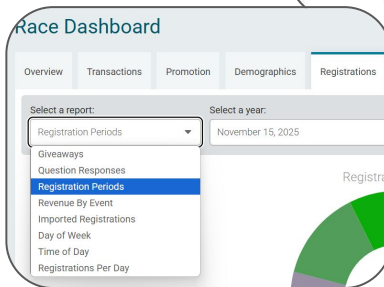 Race Dashboard
Overview Transactions Promotion Demographics Registrations
Select a report: Select a year:
Registration Periods November 15, 2025
Giveaways
Question Responses
Registration Periods
Revenue By Event
Imported Registrations
Day of Week
Time of Day
Registrations Per Day